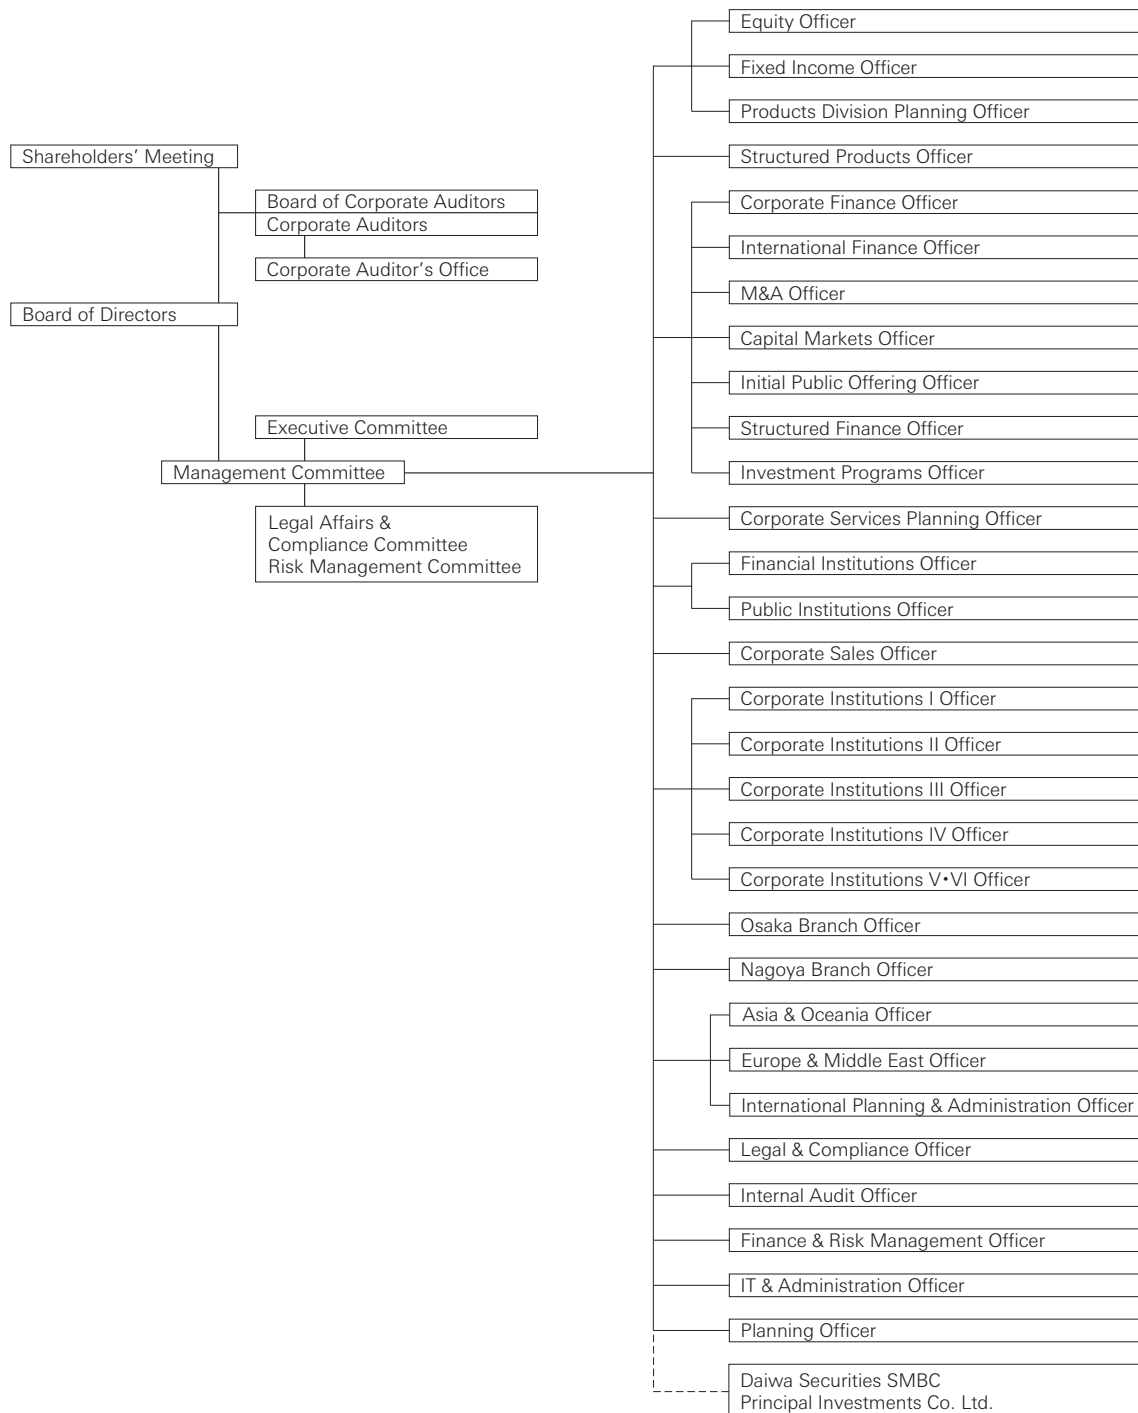 Shareholders’ Meeting
Board of Corporate Auditors
Corporate Auditors
Corporate Auditor’s Office
Board of Directors
Executive Committee
Management Committee
Legal Affairs &
Compliance Committee
Risk Management Committee
Equity Officer
Fixed Income Officer
Products Division Planning Officer
Structured Products Officer
Corporate Finance Officer
International Finance Officer
M&A Officer
Capital Markets Officer
Initial Public Offering Officer
Structured Finance Officer
Investment Programs Officer
Corporate Services Planning Officer
Financial Institutions Officer
Public Institutions Officer
Corporate Sales Officer
Corporate Institutions I Officer
Corporate Institutions II Officer
Corporate Institutions III Officer
Corporate Institutions IV Officer
Corporate Institutions V•VI Officer
Osaka Branch Officer
Nagoya Branch Officer
Asia & Oceania Officer
Europe & Middle East Officer
International Planning & Administration Officer
Legal & Compliance Officer
Internal Audit Officer
Finance & Risk Management Officer
IT & Administration Officer
Planning Officer
Daiwa Securities SMBC
Principal Investments Co. Ltd.